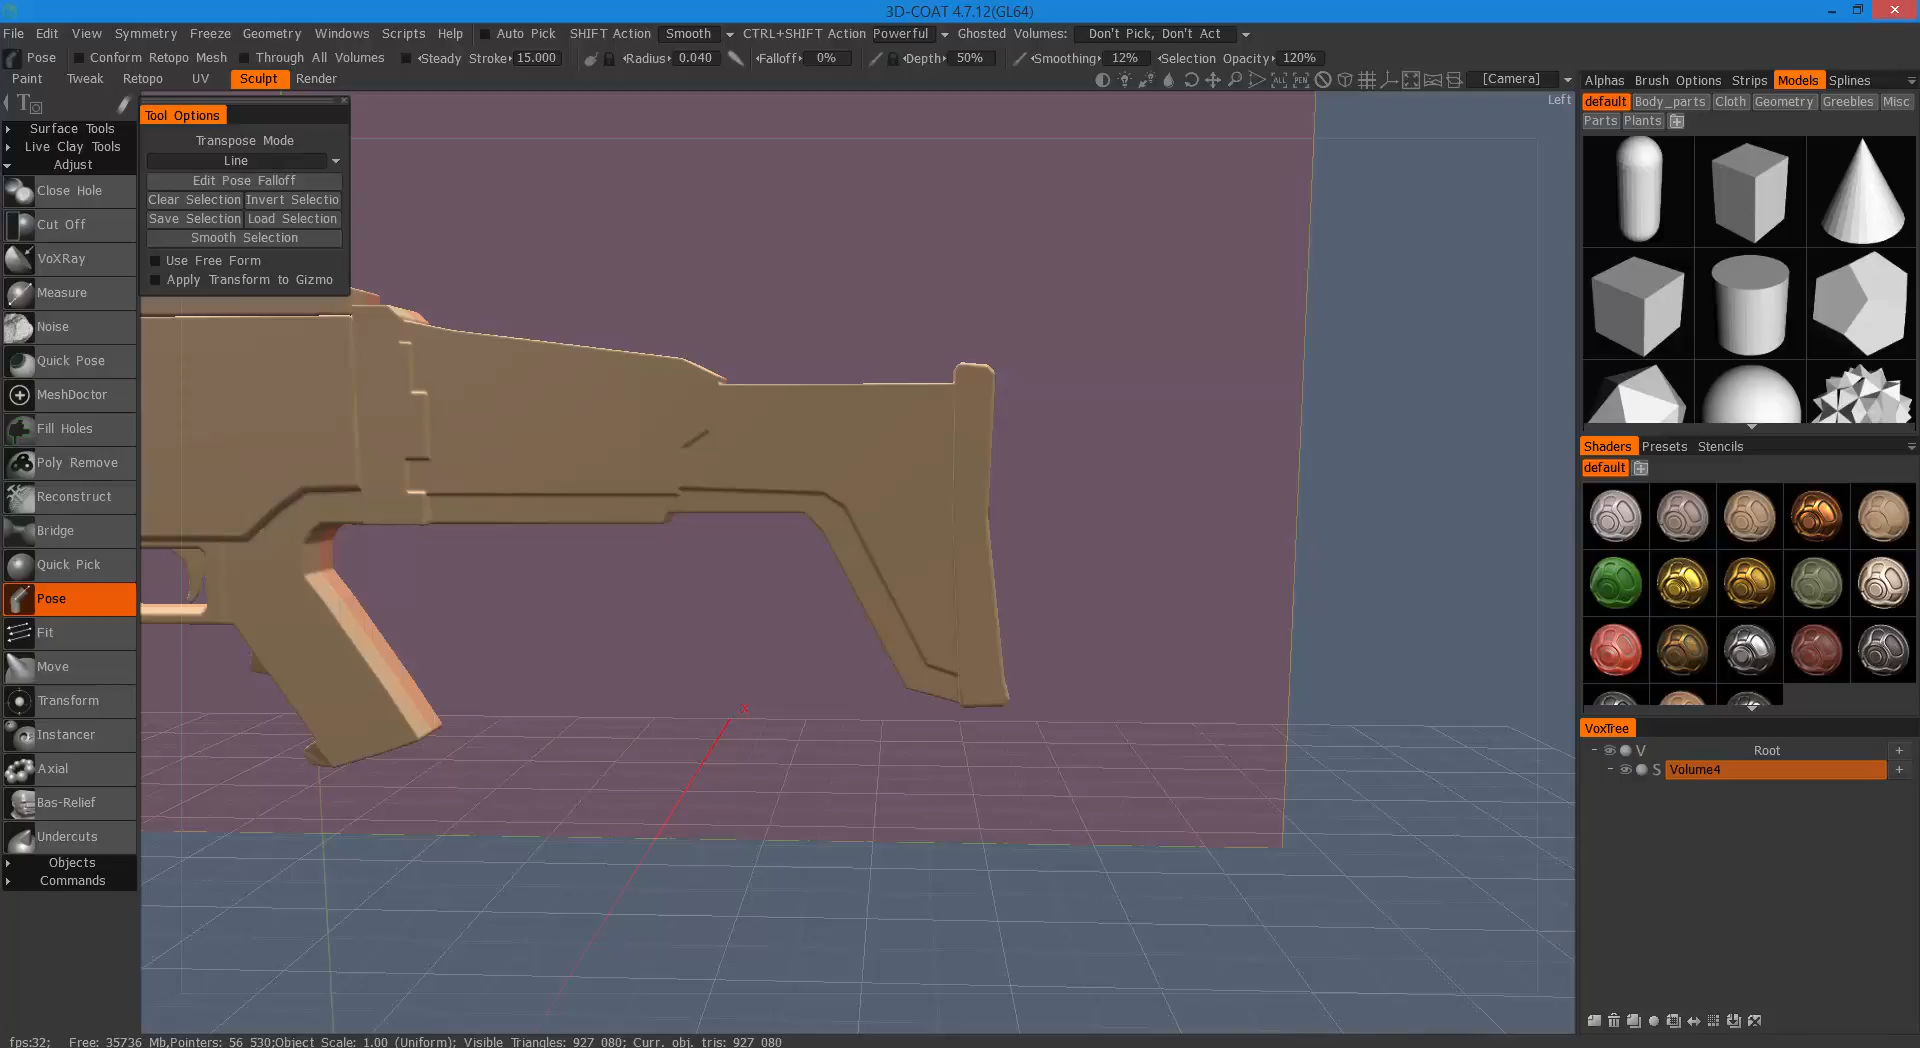 3D-COAT 4.7.12(GL64)
File Edit View Symmetry Freeze Geometry Windows Scripts Help Auto Pick SHIFT Action Smooth CTRL+SHIFT Action Powerful Ghosted Volumes: Don't Pick, Don't Act
Pose Conform Retopo Mesh Through All Volumes Steady Stroke 15.000 Radius 0.040 Falloff 0% Depth 50% Smoothing 12% Selection Opacity 120%
Paint Tweak Retopo UV Sculpt Render ALL PEN [Camera]
Left
Surface Tools
Live Clay Tools
Adjust
Close Hole
Cut Off
VoXRay
Measure
Noise
Quick Pose
MeshDoctor
Fill Holes
Poly Remove
Reconstruct
Bridge
Quick Pick
Pose
Fit
Move
Transform
Instancer
Axial
Bas-Relief
Undercuts
Objects
Commands
Tool Options
Transpose Mode
Line
Edit Pose Falloff
Clear Selection Invert Selectio
Save Selection Load Selection
Smooth Selection
Use Free Form
Apply Transform to Gizmo
X
Alphas Brush Options Strips Models Splines
default Body_parts Cloth Geometry Greebles Misc
Parts Plants
Shaders Presets Stencils
default
VoxTree
V Root +
S Volume4 +
fps:32; Free: 35736 Mb,Pointers: 56 530;Object Scale: 1.00 (Uniform); Visible Triangles: 927 080; Curr. obj. tris: 927 080